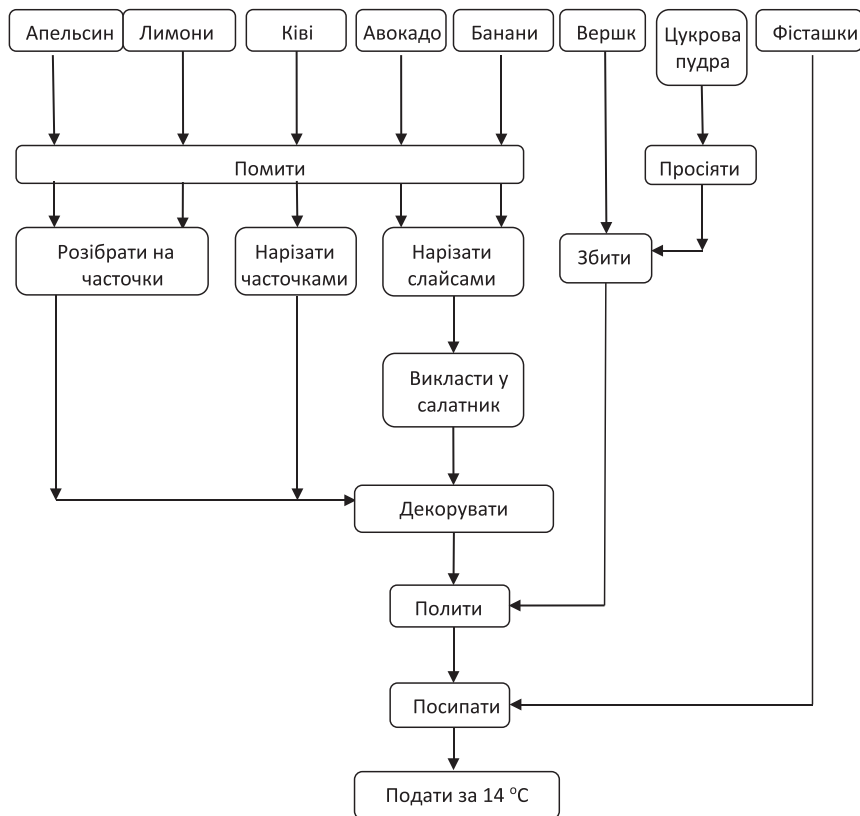 Апельсин
Лимони
Ківі
Авокадо
Банани
Вершк
Цукрова
пудра
Фісташки
Помити
Просіяти
Розібрати на
часточки
Нарізати
часточками
Нарізати
слайсами
Збити
Викласти у
салатник
Декорувати
Полити
Посипати
Подати за 14 °С